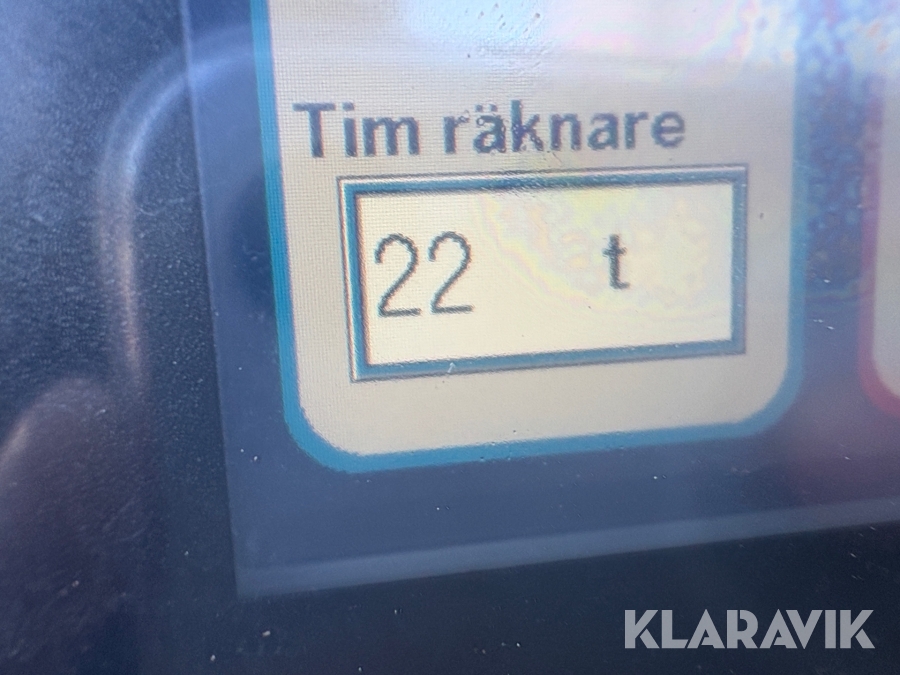 Tim räknare
22 t
KLARAVIK